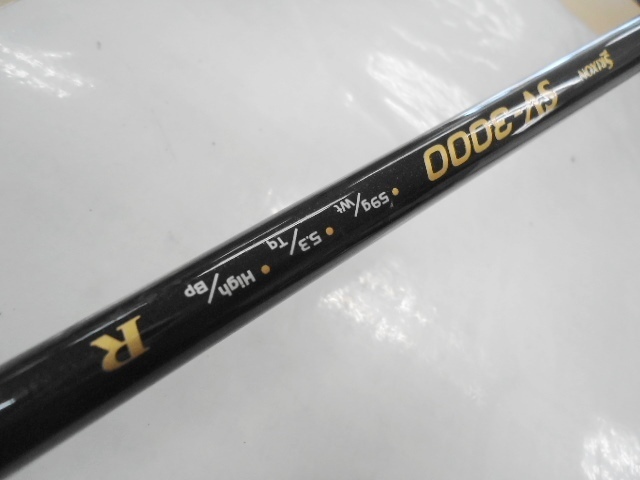 SRIXON
SV-3000
• 59g/Wt
• 5.3/Tq
• High/Bp
R